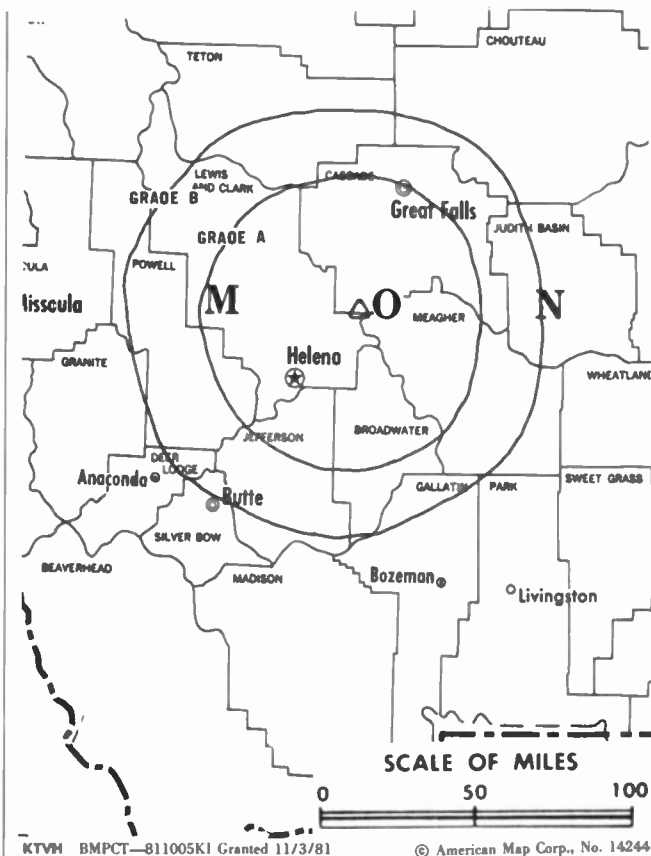 CHOUTEAU
TETON
LEWIS
AND CLARK
CASCADE
GRADE B
Great Falls
JUDITH BASIN
GRADE A
POWELL
M O N
MEAGHER
GRANITE
Helena
WHEATLAND
JEFFERSON
BROADWATER
DEER
LODGE
Anaconda
Butte
GALLATIN
PARK
SWEET GRASS
SILVER BOW
BEAVERHEAD
MADISON
Bozeman
Livingston
SCALE OF MILES
0 50 100
KTVH BMPCT—811005KI Granted 11/3/81
© American Map Corp., No. 14244